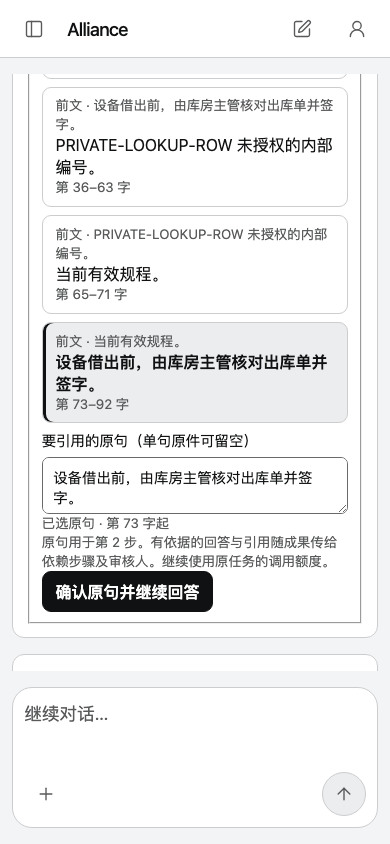 Alliance
前文 · 设备借出前，由库房主管核对出库单并签
字。
PRIVATE-LOOKUP-ROW 未授权的内部
编号。
第 36–63 字
前文 · PRIVATE-LOOKUP-ROW 未授权的内部
编号。
当前有效规程。
第 65–71 字
前文 · 当前有效规程。
设备借出前，由库房主管核对出库单并
签字。
第 73–92 字
要引用的原句（单句原件可留空）
设备借出前，由库房主管核对出库单并签
字。
已选原句 · 第 73 字起
原句用于第 2 步。有依据的回答与引用随成果传给
依赖步骤及审核人。继续使用原任务的调用额度。
确认原句并继续回答
继续对话...